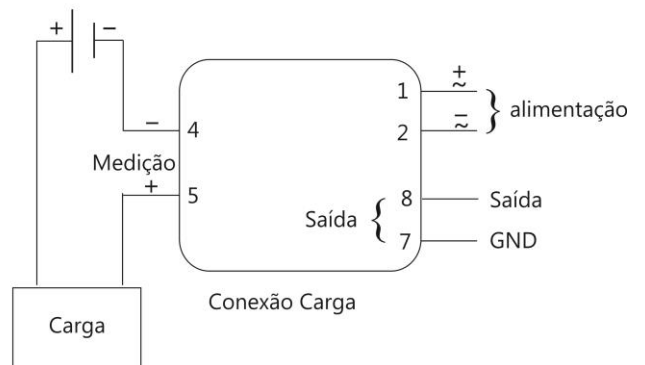 + −
1 + ~
alimentação
2 − ~
− 4
Medição
+ 5
8 Saída
Saída
7 GND
Conexão Carga
Carga